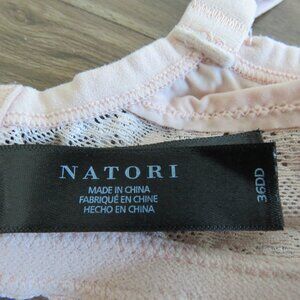 NATORI
MADE IN CHINA
FABRIQUÉ EN CHINE
HECHO EN CHINA
36DD